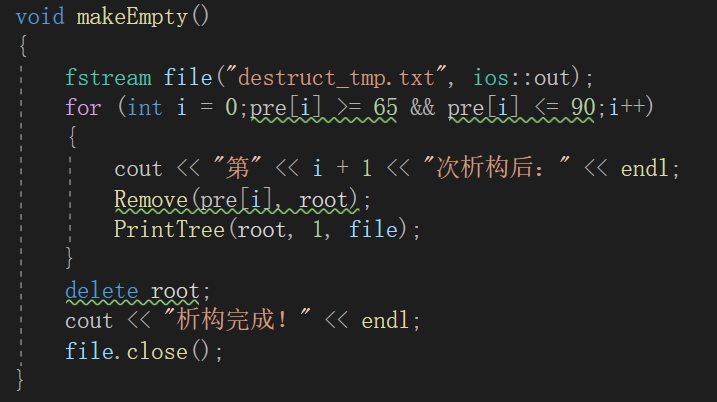 void makeEmpty()
{
fstream file("destruct_tmp.txt", ios::out);
for (int i = 0;pre[i] >= 65 && pre[i] <= 90;i++)
{
cout << "第" << i + 1 << "次析构后：" << endl;
Remove(pre[i], root);
PrintTree(root, 1, file);
}
delete root;
cout << "析构完成！" << endl;
file.close();
}